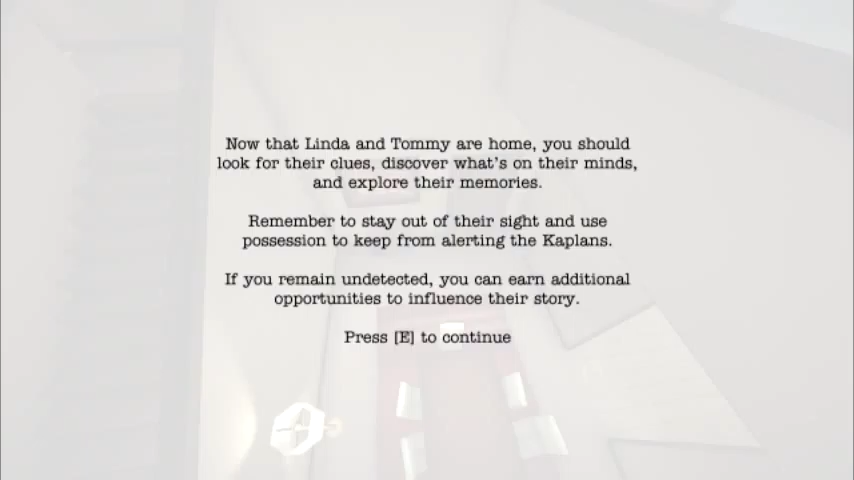 Now that Linda and Tommy are home, you should
look for their clues, discover what's on their minds,
and explore their memories.
Remember to stay out of their sight and use
possession to keep from alerting the Kaplans.
If you remain undetected, you can earn additional
opportunities to influence their story.
Press [E] to continue